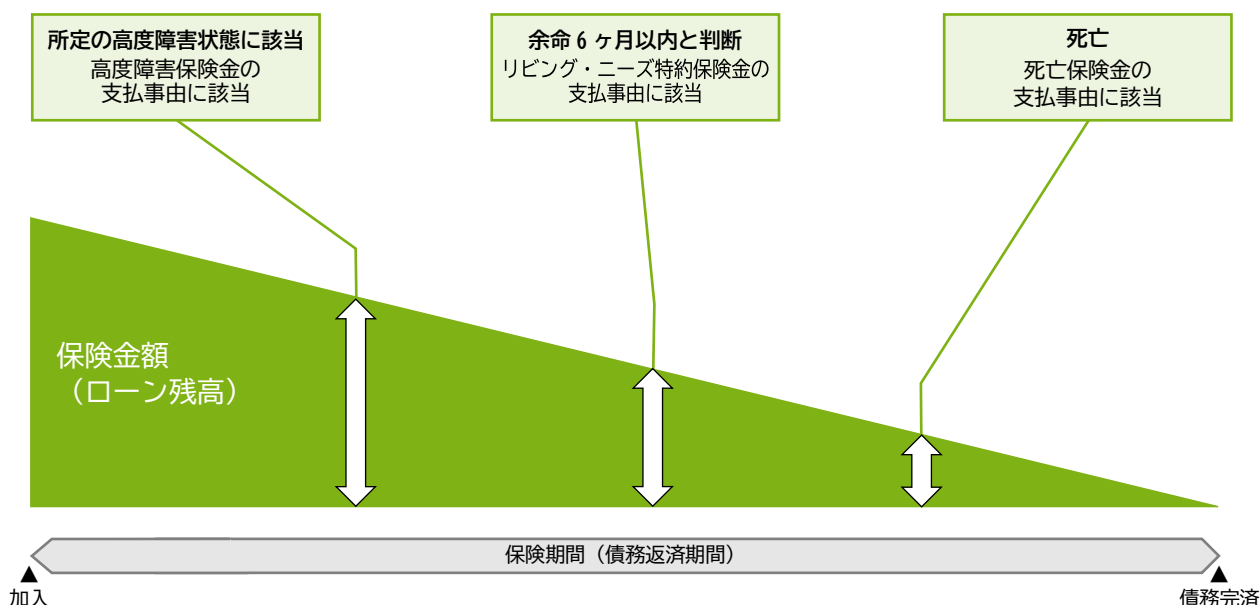 所定の高度障害状態に該当
高度障害保険金の
支払事由に該当
余命6ヶ月以内と判断
リビング・ニーズ特約保険金の
支払事由に該当
死亡
死亡保険金の
支払事由に該当
保険金額
（ローン残高）
保険期間（債務返済期間）
▲
加入
▲
債務完済